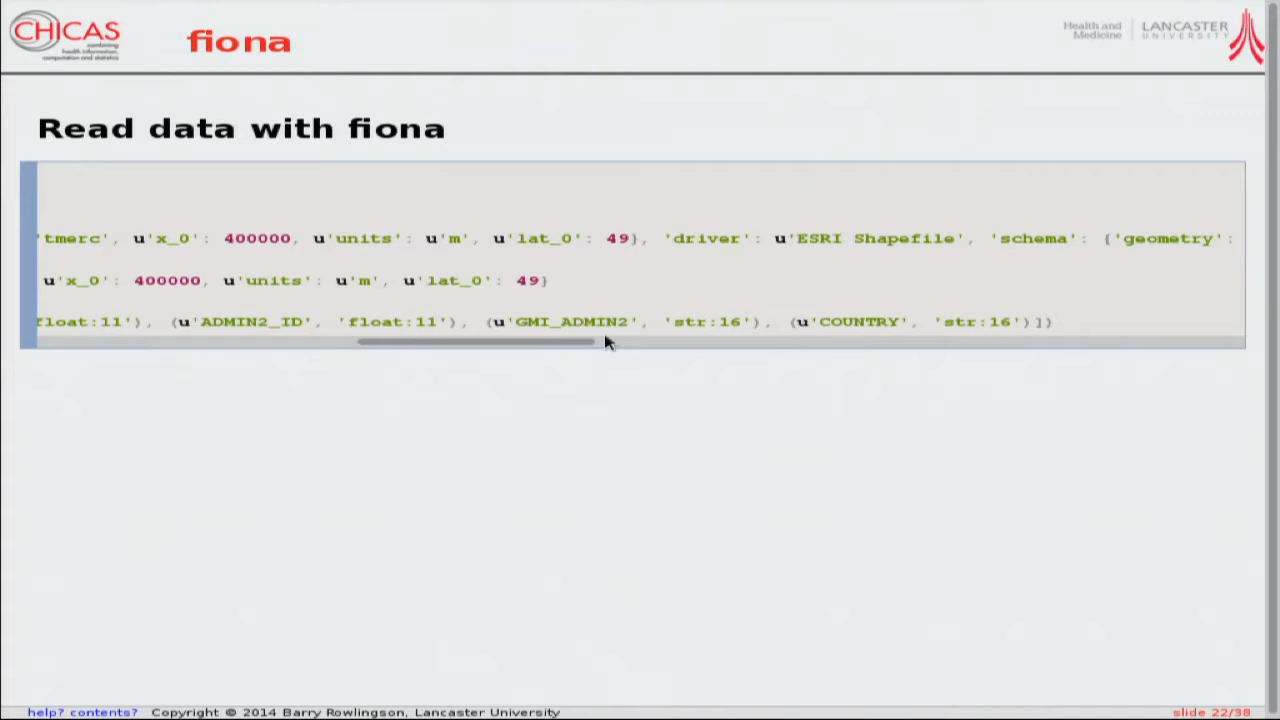 CHICAS
combining
health information,
computation and statistics
fiona
Health and
Medicine
LANCASTER
UNIVERSITY
Read data with fiona
'tmerc', u'x_0': 400000, u'units': u'm', u'lat_0': 49}, 'driver': u'ESRI Shapefile', 'schema': {'geometry':
u'x_0': 400000, u'units': u'm', u'lat_0': 49}
float:11'), (u'ADMIN2_ID', 'float:11'), (u'GMI_ADMIN2', 'str:16'), (u'COUNTRY', 'str:16')])
help? contents? Copyright © 2014 Barry Rowlingson, Lancaster University
slide 22/38